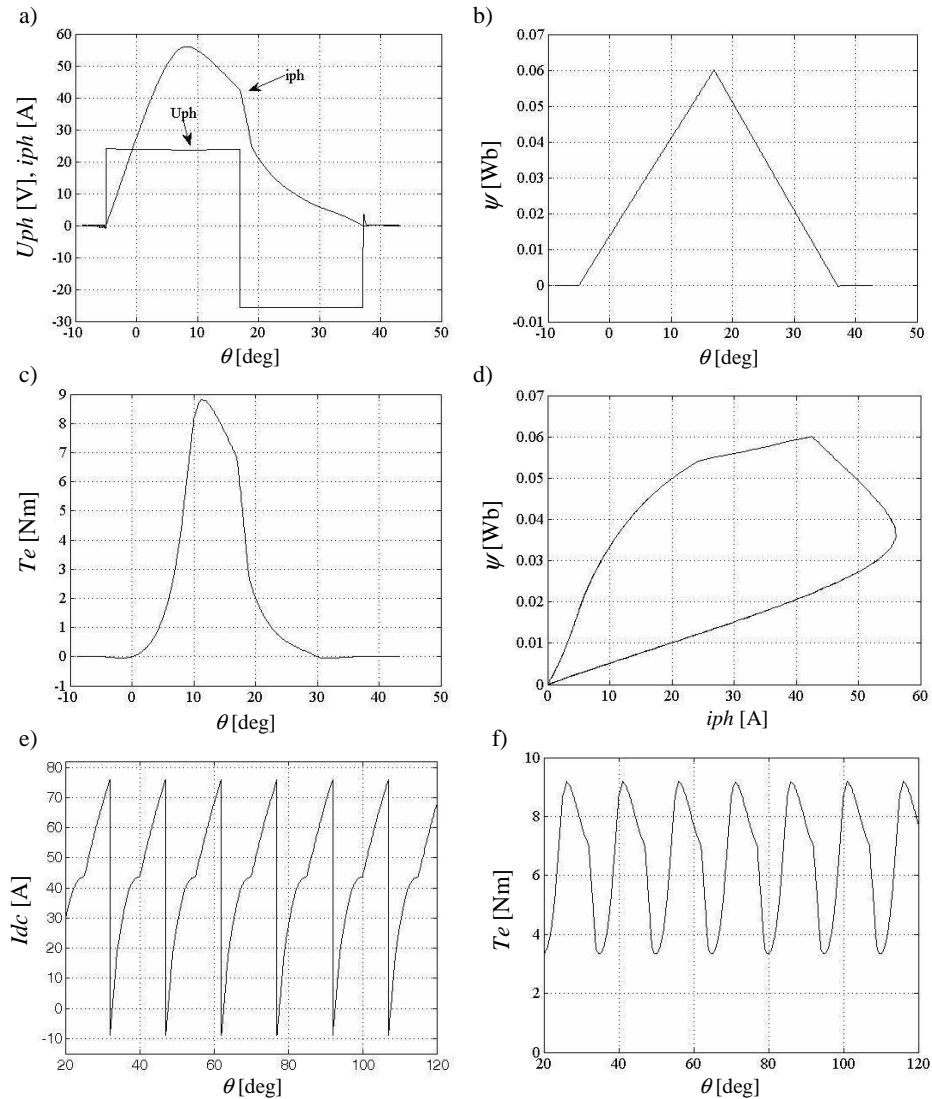 a)
60
50
40
30
20
10
0
-10
-20
-30
-10 0 10 20 30 40 50
Uph [V], iph [A]
θ [deg]
iph
Uph
b)
0.07
0.06
0.05
0.04
0.03
0.02
0.01
0
-0.01
-10 0 10 20 30 40 50
ψ [Wb]
θ [deg]
c)
9
8
7
6
5
4
3
2
1
0
-1
-10 0 10 20 30 40 50
Te [Nm]
θ [deg]
d)
0.07
0.06
0.05
0.04
0.03
0.02
0.01
0
0 10 20 30 40 50 60
ψ [Wb]
iph [A]
e)
80
70
60
50
40
30
20
10
0
-10
20 40 60 80 100 120
Idc [A]
θ [deg]
f)
10
8
6
4
2
0
20 40 60 80 100 120
Te [Nm]
θ [deg]